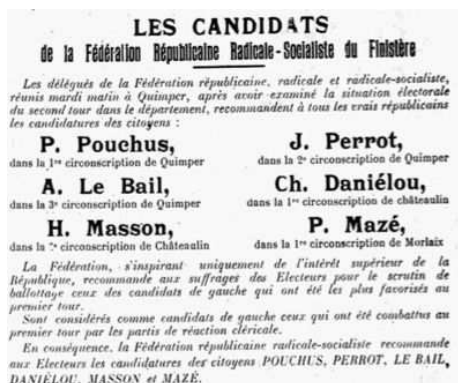 LES CANDIDATS
de la Fédération Républicaine Radicale-Socialiste du Finistère
Les délégués de la Fédération républicaine, radicale et radicale-socialiste,
réunis mardi matin à Quimper, après avoir examiné la situation électorale
du second tour dans le département, recommandent à tous les vrais républicains
les candidatures des citoyens :
P. Pouchus,
dans la 1re circonscription de Quimper
J. Perrot,
dans la 2e circonscription de Quimper
A. Le Bail,
dans la 3e circonscription de Quimper
Ch. Daniélou,
dans la 1re circonscription de châteaulin
H. Masson,
dans la 2e circonscription de Châteaulin
P. Mazé,
dans la 1re circonscription de Morlaix
La Fédération, s'inspirant uniquement de l'intérêt supérieur de la
République, recommande aux suffrages des Electeurs pour le scrutin de
ballottage ceux des candidats de gauche qui ont été les plus favorisés au
premier tour.
Sont considérés comme candidats de gauche ceux qui ont été combattus au
premier tour par les partis de réaction cléricale.
En conséquence, la Fédération républicaine radicale-socialiste recommande
aux Electeurs les candidatures des citoyens POUCHUS, PERROT, LE BAIL,
DANIÉLOU, MASSON et MAZÉ.